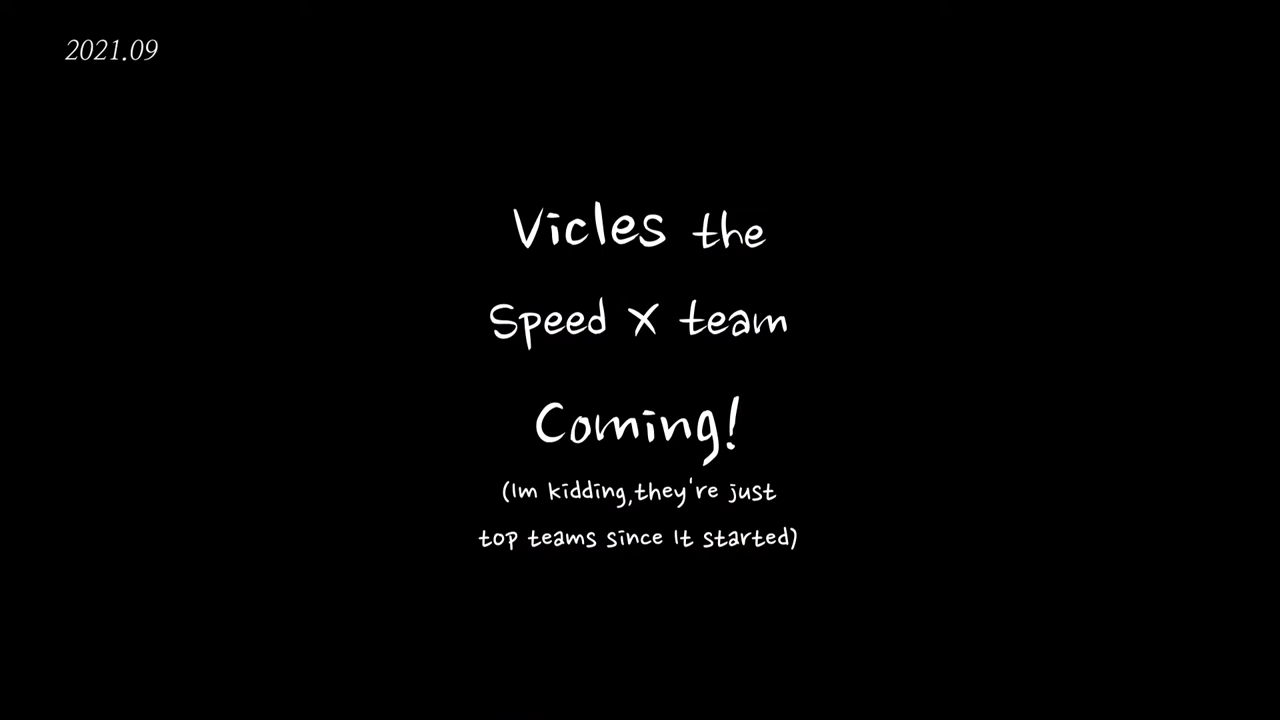 2021.09
Vicles the
Speed X team
Coming!
(Im kidding,they're just
top teams since It started)